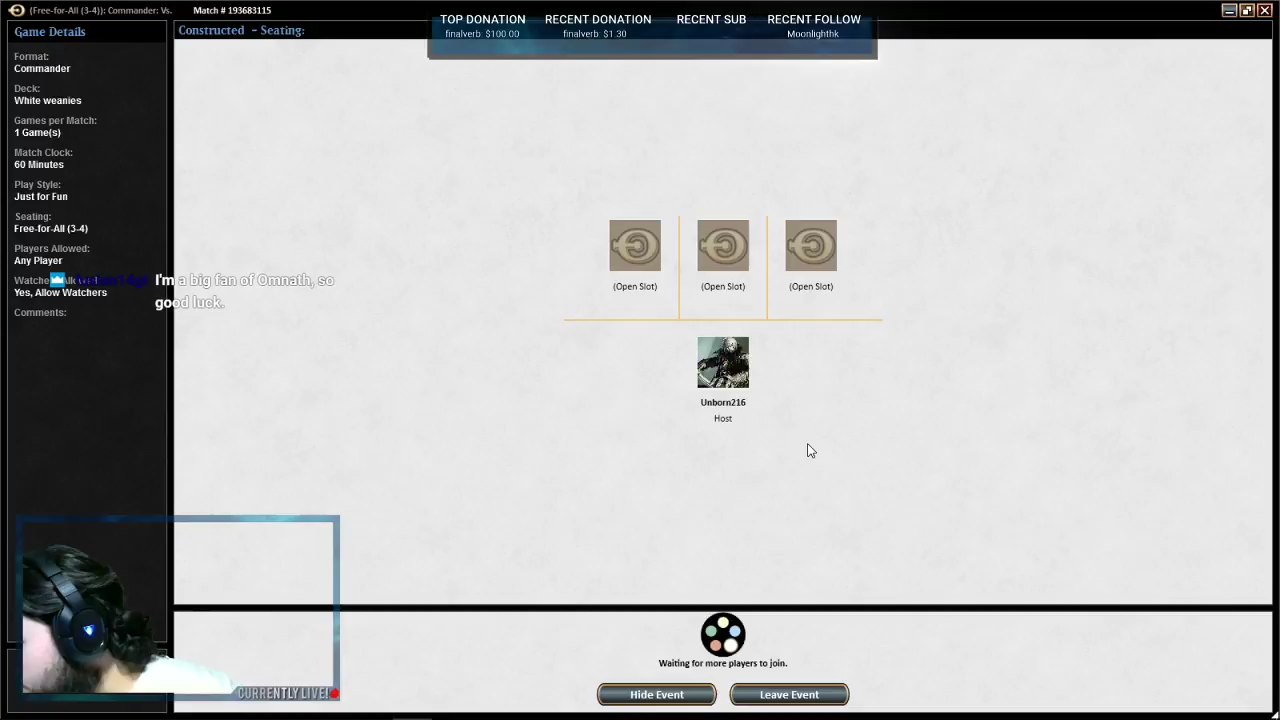 (Free-for-All (3-4)): Commander: Vs. Match # 193683115
Game Details
Constructed - Seating:
TOP DONATION
finalverb: $100.00
RECENT DONATION
finalverb: $1.30
RECENT SUB
RECENT FOLLOW
Moonlighthk
Format:
Commander
Deck:
White weanies
Games per Match:
1 Game(s)
Match Clock:
60 Minutes
Play Style:
Just for Fun
Seating:
Free-for-All (3-4)
Players Allowed:
Any Player
Yes, Allow Watchers
Comments:
I'm a big fan of Omnath, so
good luck.
(Open Slot) (Open Slot) (Open Slot)
Unborn216
Host
CURRENTLY LIVE!
Waiting for more players to join.
Hide Event Leave Event